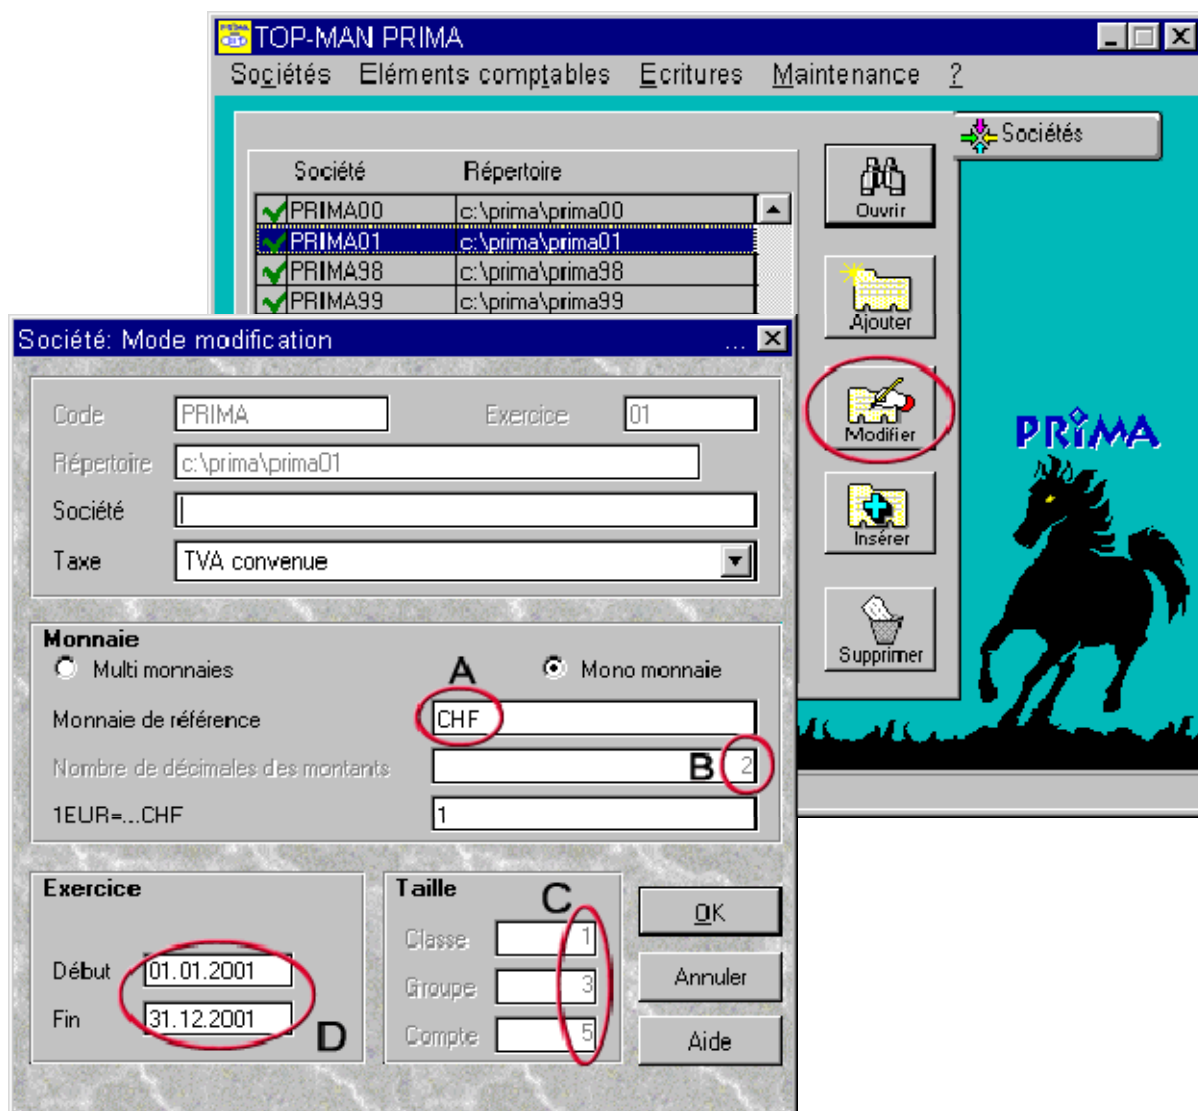 TOP-MAN PRIMA
Sociétés Eléments comptables Ecritures Maintenance ?
Sociétés
Société Répertoire
PRIMA00 c:\prima\prima00
PRIMA01 c:\prima\prima01
PRIMA98 c:\prima\prima98
PRIMA99 c:\prima\prima99
Ouvrir
Ajouter
Modifier
Insérer
Supprimer
PRIMA
Société: Mode modification ...
Code PRIMA Exercice 01
Répertoire c:\prima\prima01
Société
Taxe TVA convenue
Monnaie
Multi monnaies A Mono monnaie
Monnaie de référence CHF
Nombre de décimales des montants B 2
1EUR=...CHF 1
Exercice
Début 01.01.2001
Fin 31.12.2001 D
Taille C
Classe 1
Groupe 3
Compte 5
OK
Annuler
Aide